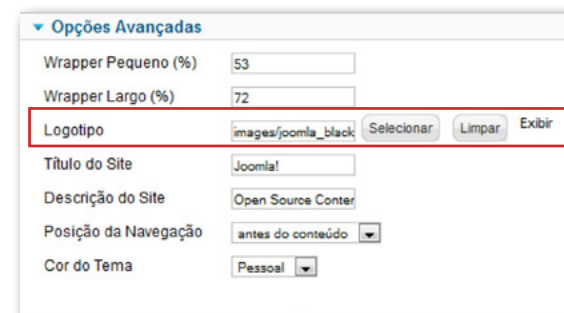 Opções Avançadas
Wrapper Pequeno (%) 53
Wrapper Largo (%) 72
Logotipo images/joomla_black Selecionar Limpar Exibir
Título do Site Joomla!
Descrição do Site Open Source Conter
Posição da Navegação antes do conteúdo
Cor do Tema Pessoal